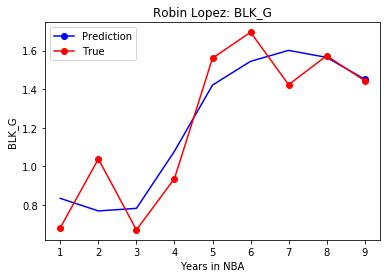 Robin Lopez: BLK_G
Prediction
True
1.6
1.4
1.2
1.0
0.8
BLK_G
1 2 3 4 5 6 7 8 9
Years in NBA